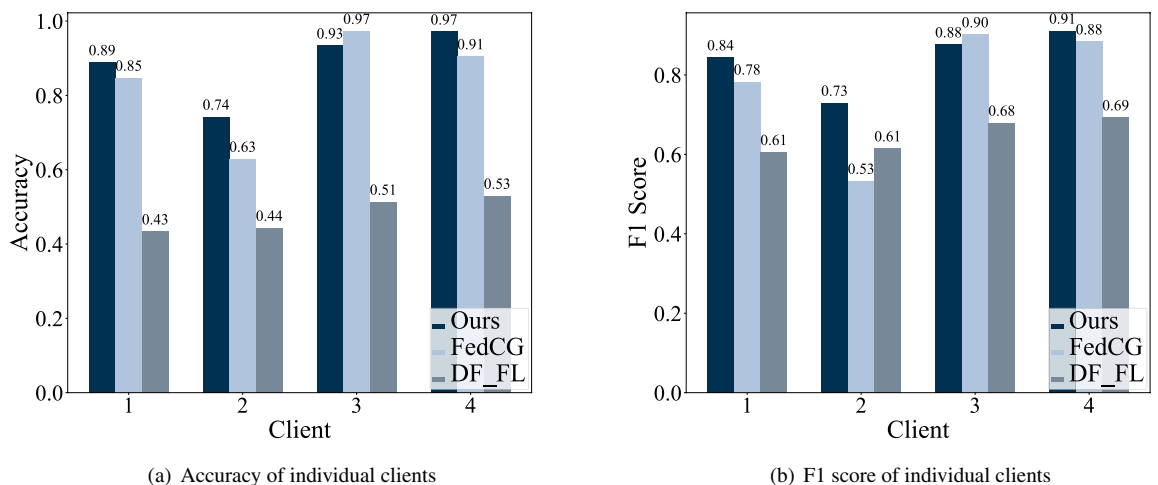 1.0
0.8
0.6
0.4
0.2
0.0
Accuracy
0.89
0.85
0.43
0.74
0.63
0.44
0.93
0.97
0.51
0.97
0.91
0.53
Ours
FedCG
DF_FL
1 2 3 4
Client
(a) Accuracy of individual clients
0.8
0.6
0.4
0.2
0.0
F1 Score
0.84
0.78
0.61
0.73
0.53
0.61
0.88
0.90
0.68
0.91
0.88
0.69
Ours
FedCG
DF_FL
1 2 3 4
Client
(b) F1 score of individual clients